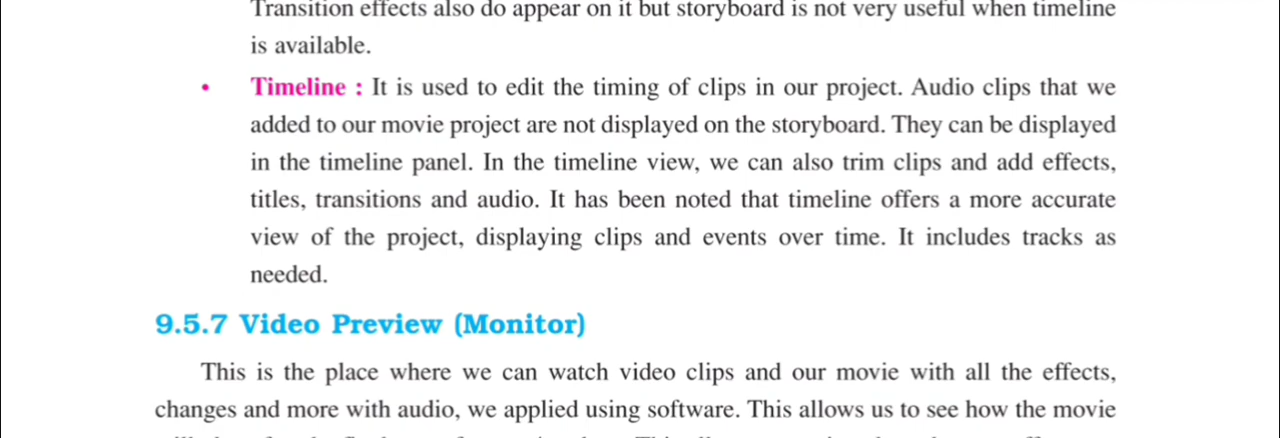 Transition effects also do appear on it but storyboard is not very useful when timeline
is available.
• Timeline : It is used to edit the timing of clips in our project. Audio clips that we
added to our movie project are not displayed on the storyboard. They can be displayed
in the timeline panel. In the timeline view, we can also trim clips and add effects,
titles, transitions and audio. It has been noted that timeline offers a more accurate
view of the project, displaying clips and events over time. It includes tracks as
needed.
9.5.7 Video Preview (Monitor)
This is the place where we can watch video clips and our movie with all the effects,
changes and more with audio, we applied using software. This allows us to see how the movie